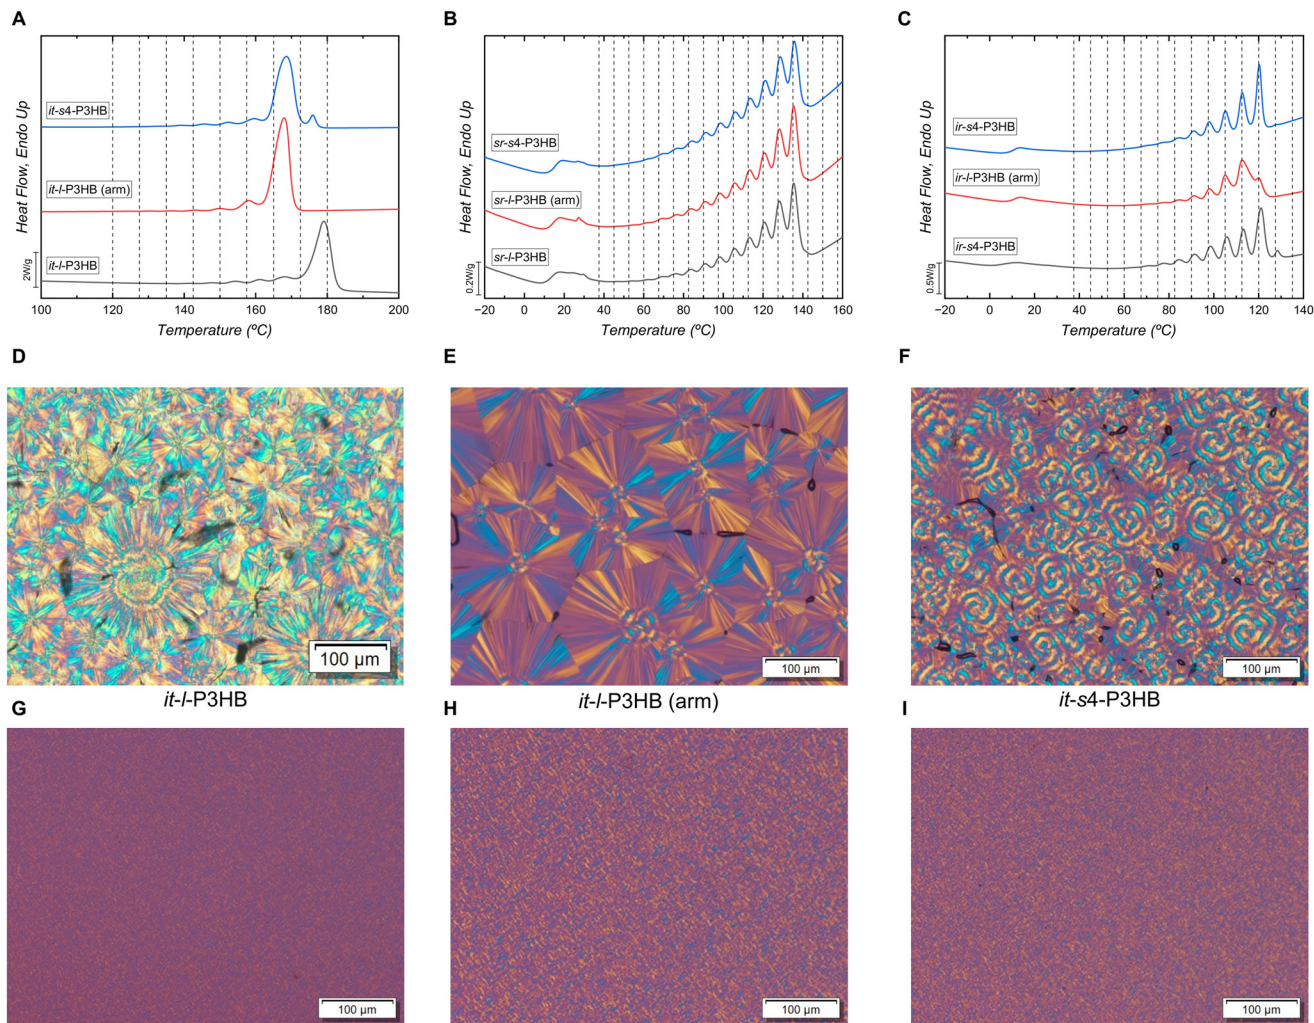 A
Heat Flow, Endo Up
it-s4-P3HB
it-l-P3HB (arm)
it-l-P3HB
2W/g
100 120 140 160 180 200
Temperature (ºC)
B
Heat Flow, Endo Up
sr-s4-P3HB
sr-l-P3HB (arm)
sr-l-P3HB
0.2W/g
−20 0 20 40 60 80 100 120 140 160
Temperature (ºC)
C
Heat Flow, Endo Up
ir-s4-P3HB
ir-l-P3HB (arm)
ir-s4-P3HB
0.5W/g
−20 0 20 40 60 80 100 120 140
Temperature (ºC)
D
100 µm
it-l-P3HB
E
100 µm
it-l-P3HB (arm)
F
100 µm
it-s4-P3HB
G
100 µm
H
100 µm
I
100 µm